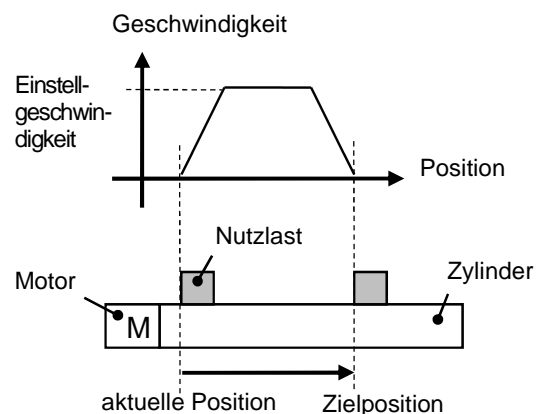 Geschwindigkeit
Einstell-
geschwin-
digkeit
Position
Nutzlast
Zylinder
Motor
M
aktuelle Position
Zielposition